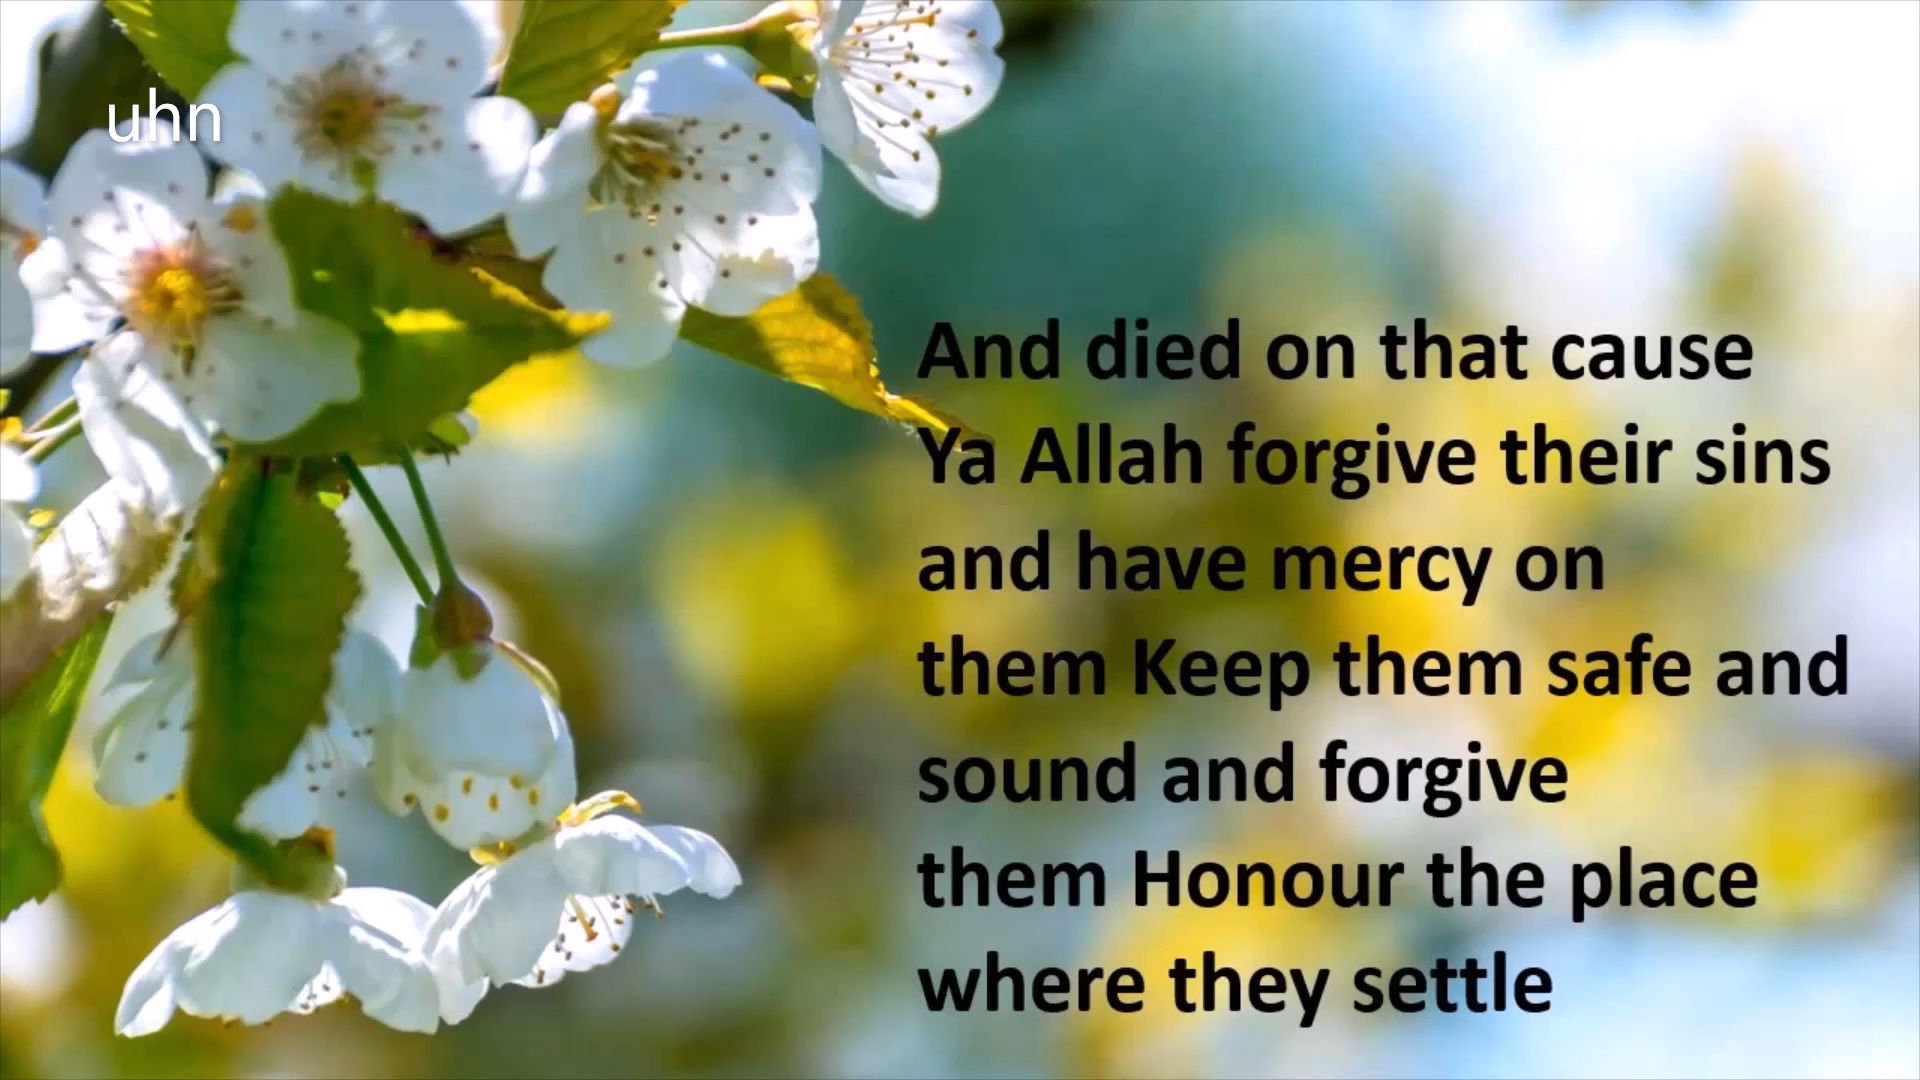 uhn
And died on that cause
Ya Allah forgive their sins
and have mercy on
them Keep them safe and
sound and forgive
them Honour the place
where they settle